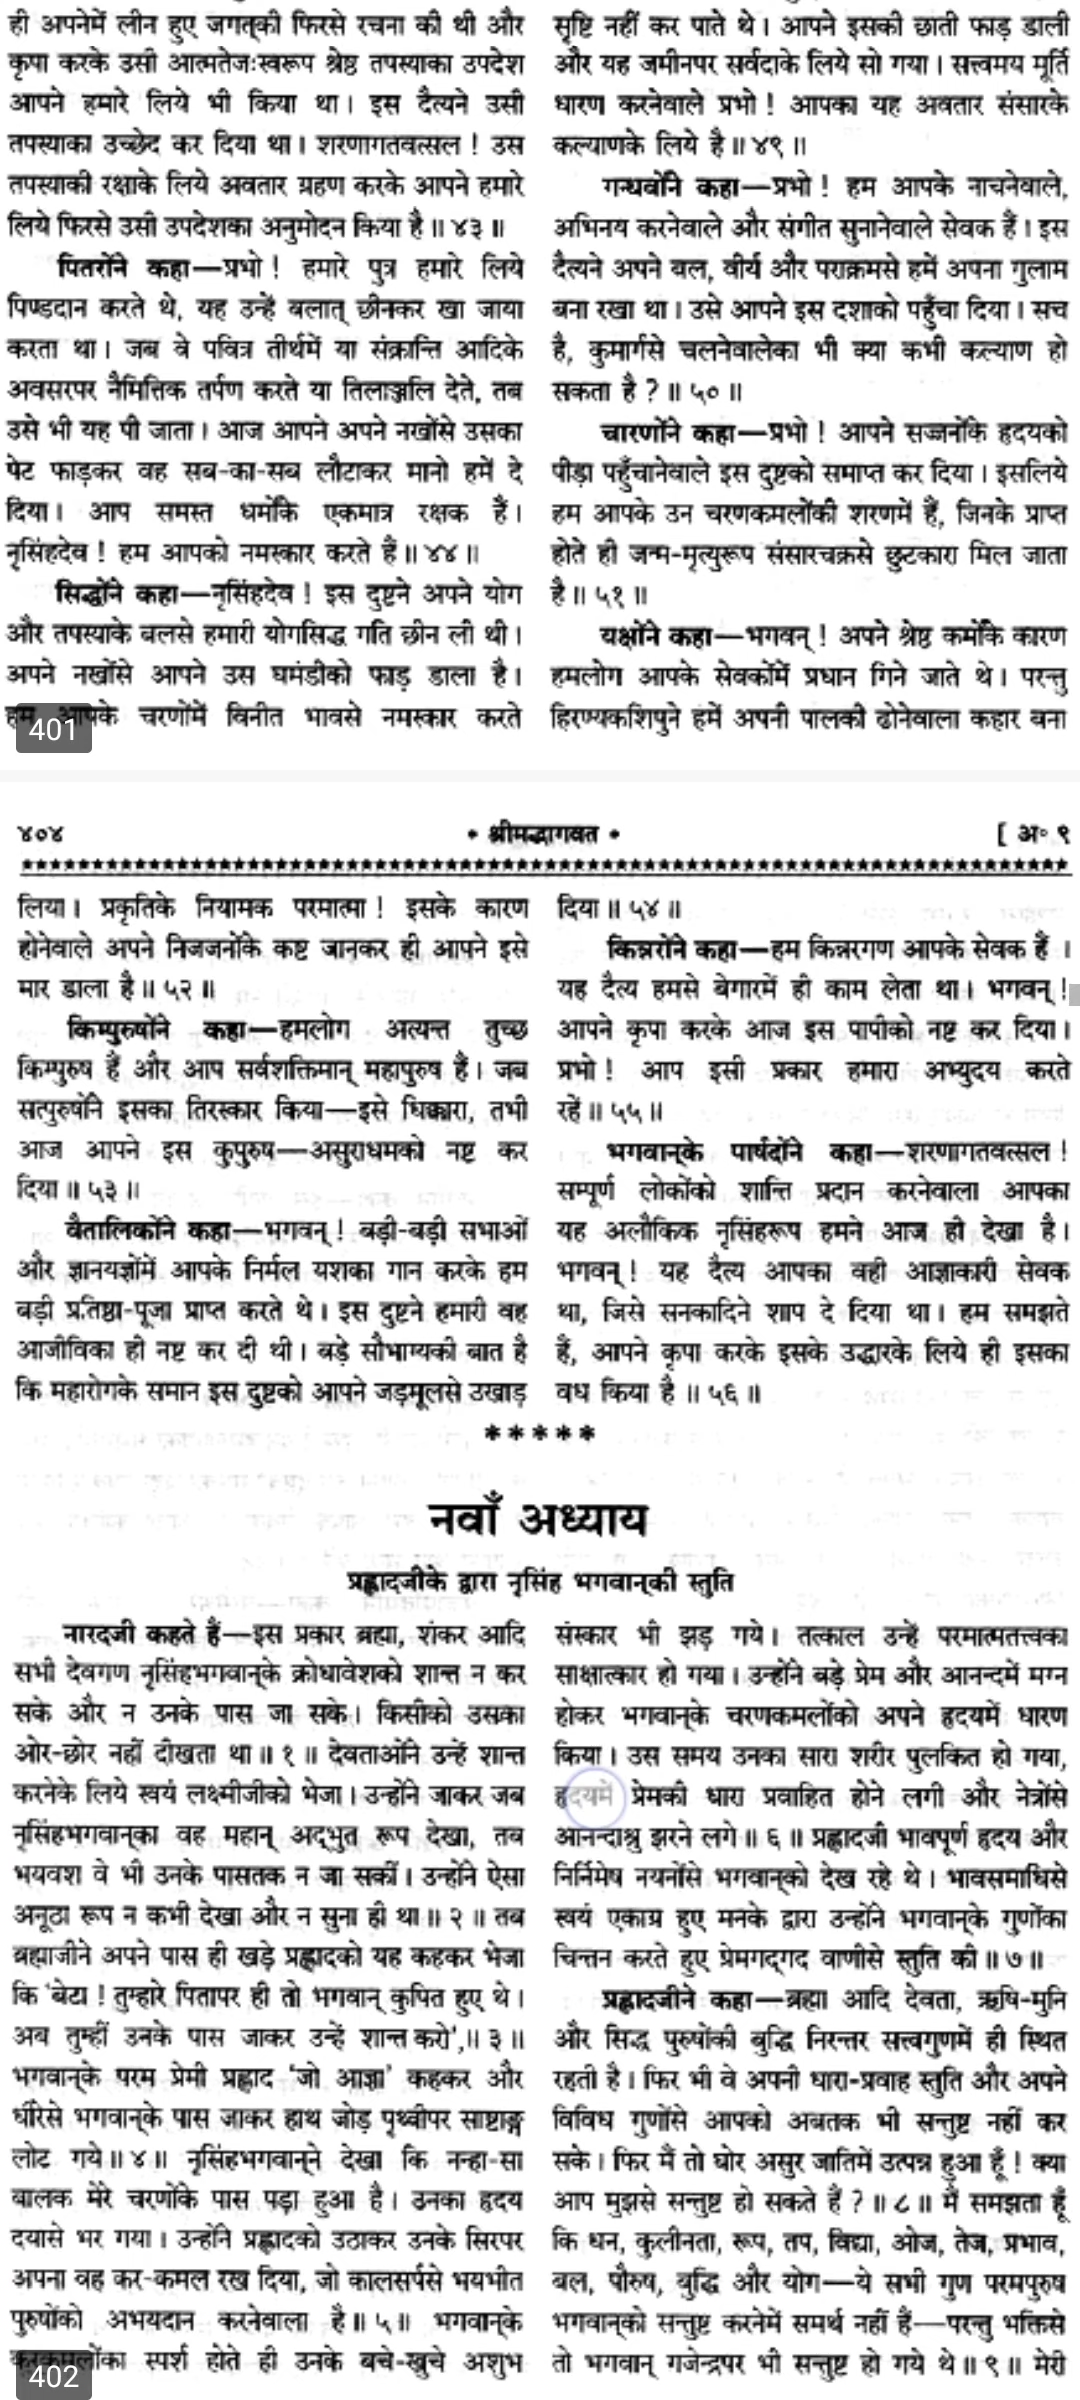 ही अपनेमें लीन हुए जगत्की फिरसे रचना की थी और
कृपा करके उसी आत्मतेजःस्वरूप श्रेष्ठ तपस्याका उपदेश
आपने हमारे लिये भी किया था। इस दैत्यने उसी
तपस्याका उच्छेद कर दिया था। शरणागतवत्सल! उस
तपस्याकी रक्षाके लिये अवतार ग्रहण करके आपने हमारे
लिये फिरसे उसी उपदेशका अनुमोदन किया है॥ ४३ ॥
पितरोंने कहा—प्रभो! हमारे पुत्र हमारे लिये
पिण्डदान करते थे, यह उन्हें बलात् छीनकर खा जाया
करता था। जब वे पवित्र तीर्थमें या संक्रान्ति आदिके
अवसरपर नैमित्तिक तर्पण करते या तिलाञ्जलि देते, तब
उसे भी यह पी जाता। आज आपने अपने नखोंसे उसका
पेट फाड़कर वह सब-का-सब लौटाकर मानो हमें दे
दिया। आप समस्त धर्मोंके एकमात्र रक्षक हैं।
नृसिंहदेव! हम आपको नमस्कार करते हैं॥ ४४ ॥
सिद्धोंने कहा—नृसिंहदेव! इस दुष्टने अपने योग
और तपस्याके बलसे हमारी योगसिद्ध गति छीन ली थी।
अपने नखोंसे आपने उस घमंडीको फाड़ डाला है।
हम आपके चरणोंमें विनीत भावसे नमस्कार करते
401
सृष्टि नहीं कर पाते थे। आपने इसकी छाती फाड़ डाली
और यह जमीनपर सर्वदाके लिये सो गया। सत्त्वमय मूर्ति
धारण करनेवाले प्रभो! आपका यह अवतार संसारके
कल्याणके लिये है॥ ४९ ॥
गन्धर्वोंने कहा—प्रभो! हम आपके नाचनेवाले,
अभिनय करनेवाले और संगीत सुनानेवाले सेवक हैं। इस
दैत्यने अपने बल, वीर्य और पराक्रमसे हमें अपना गुलाम
बना रखा था। उसे आपने इस दशाको पहुँचा दिया। सच
है, कुमार्गसे चलनेवालेका भी क्या कभी कल्याण हो
सकता है?॥ ५० ॥
चारणोंने कहा—प्रभो! आपने सज्जनोंके हृदयको
पीड़ा पहुँचानेवाले इस दुष्टको समाप्त कर दिया। इसलिये
हम आपके उन चरणकमलोंकी शरणमें हैं, जिनके प्राप्त
होते ही जन्म-मृत्युरूप संसारचक्रसे छुटकारा मिल जाता
है॥ ५१ ॥
यक्षोंने कहा—भगवन्! अपने श्रेष्ठ कर्मोंके कारण
हमलोग आपके सेवकोंमें प्रधान गिने जाते थे। परन्तु
हिरण्यकशिपुने हमें अपनी पालकी ढोनेवाला कहार बना
४०४ • श्रीमद्भागवत • [ अ॰ ९
लिया। प्रकृतिके नियामक परमात्मा! इसके कारण
होनेवाले अपने निजजनोंके कष्ट जानकर ही आपने इसे
मार डाला है॥ ५२ ॥
किम्पुरुषोंने कहा—हमलोग अत्यन्त तुच्छ
किम्पुरुष हैं और आप सर्वशक्तिमान् महापुरुष हैं। जब
सत्पुरुषोंने इसका तिरस्कार किया—इसे धिक्कारा, तभी
आज आपने इस कुपुरुष—असुराधमको नष्ट कर
दिया॥ ५३ ॥
वैतालिकोंने कहा—भगवन्! बड़ी-बड़ी सभाओं
और ज्ञानयज्ञोंमें आपके निर्मल यशका गान करके हम
बड़ी प्रतिष्ठा-पूजा प्राप्त करते थे। इस दुष्टने हमारी वह
आजीविका ही नष्ट कर दी थी। बड़े सौभाग्यकी बात है
कि महारोगके समान इस दुष्टको आपने जड़मूलसे उखाड़
दिया॥ ५४ ॥
किन्नरोंने कहा—हम किन्नरगण आपके सेवक हैं ।
यह दैत्य हमसे बेगारमें ही काम लेता था। भगवन्!
आपने कृपा करके आज इस पापीको नष्ट कर दिया।
प्रभो! आप इसी प्रकार हमारा अभ्युदय करते
रहें॥ ५५ ॥
भगवान्के पार्षदोंने कहा—शरणागतवत्सल!
सम्पूर्ण लोकोंको शान्ति प्रदान करनेवाला आपका
यह अलौकिक नृसिंहरूप हमने आज ही देखा है।
भगवन्! यह दैत्य आपका वही आज्ञाकारी सेवक
था, जिसे सनकादिने शाप दे दिया था। हम समझते
हैं, आपने कृपा करके इसके उद्धारके लिये ही इसका
वध किया है॥ ५६ ॥
*****
नवाँ अध्याय
प्रह्लादजीके द्वारा नृसिंह भगवान्की स्तुति
नारदजी कहते हैं—इस प्रकार ब्रह्मा, शंकर आदि
सभी देवगण नृसिंहभगवान्के क्रोधावेशको शान्त न कर
सके और न उनके पास जा सके। किसीको उसका
ओर-छोर नहीं दीखता था॥ १ ॥ देवताओंने उन्हें शान्त
करनेके लिये स्वयं लक्ष्मीजीको भेजा। उन्होंने जाकर जब
नृसिंहभगवान्का वह महान् अद्भुत रूप देखा, तब
भयवश वे भी उनके पासतक न जा सकीं। उन्होंने ऐसा
अनूठा रूप न कभी देखा और न सुना ही था॥ २ ॥ तब
ब्रह्माजीने अपने पास ही खड़े प्रह्लादको यह कहकर भेजा
कि 'बेटा! तुम्हारे पितापर ही तो भगवान् कुपित हुए थे।
अब तुम्हीं उनके पास जाकर उन्हें शान्त करो',॥ ३ ॥
भगवान्के परम प्रेमी प्रह्लाद 'जो आज्ञा' कहकर और
धीरेसे भगवान्के पास जाकर हाथ जोड़ पृथ्वीपर साष्टाङ्ग
लोट गये॥ ४ ॥ नृसिंहभगवान्ने देखा कि नन्हा-सा
बालक मेरे चरणोंके पास पड़ा हुआ है। उनका हृदय
दयासे भर गया। उन्होंने प्रह्लादको उठाकर उनके सिरपर
अपना वह कर-कमल रख दिया, जो कालसर्पसे भयभीत
पुरुषोंको अभयदान करनेवाला है॥ ५ ॥ भगवान्के
करकमलोंका स्पर्श होते ही उनके बचे-खुचे अशुभ
402
संस्कार भी झड़ गये। तत्काल उन्हें परमात्मतत्त्वका
साक्षात्कार हो गया। उन्होंने बड़े प्रेम और आनन्दमें मग्न
होकर भगवान्के चरणकमलोंको अपने हृदयमें धारण
किया। उस समय उनका सारा शरीर पुलकित हो गया,
हृदयमें प्रेमकी धारा प्रवाहित होने लगी और नेत्रोंसे
आनन्दाश्रु झरने लगे॥ ६ ॥ प्रह्लादजी भावपूर्ण हृदय और
निर्निमेष नयनोंसे भगवान्को देख रहे थे। भावसमाधिसे
स्वयं एकाग्र हुए मनके द्वारा उन्होंने भगवान्के गुणोंका
चिन्तन करते हुए प्रेमगद्गद वाणीसे स्तुति की॥ ७ ॥
प्रह्लादजीने कहा—ब्रह्मा आदि देवता, ऋषि-मुनि
और सिद्ध पुरुषोंकी बुद्धि निरन्तर सत्त्वगुणमें ही स्थित
रहती है। फिर भी वे अपनी धारा-प्रवाह स्तुति और अपने
विविध गुणोंसे आपको अबतक भी सन्तुष्ट नहीं कर
सके। फिर मैं तो घोर असुर जातिमें उत्पन्न हुआ हूँ! क्या
आप मुझसे सन्तुष्ट हो सकते हैं?॥ ८ ॥ मैं समझता हूँ
कि धन, कुलीनता, रूप, तप, विद्या, ओज, तेज, प्रभाव,
बल, पौरुष, बुद्धि और योग—ये सभी गुण परमपुरुष
भगवान्को सन्तुष्ट करनेमें समर्थ नहीं हैं—परन्तु भक्तिसे
तो भगवान् गजेन्द्रपर भी सन्तुष्ट हो गये थे॥ ९ ॥ मेरी